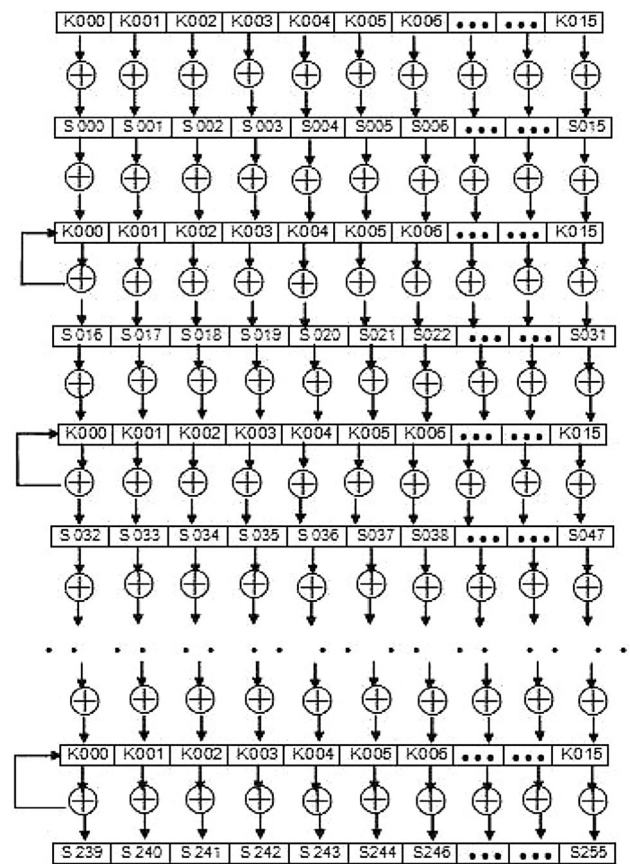 K000 K001 K002 K003 K004 K005 K006 ••• ••• K015
S000 S001 S002 S003 S004 S005 S006 ••• ••• S015
K000 K001 K002 K003 K004 K005 K006 ••• ••• K015
S016 S017 S018 S019 S020 S021 S022 ••• ••• S031
K000 K001 K002 K003 K004 K005 K006 ••• ••• K015
S032 S033 S034 S035 S036 S037 S038 ••• ••• S047
K000 K001 K002 K003 K004 K005 K006 ••• ••• K015
S239 S240 S241 S242 S243 S244 S246 ••• ••• S255